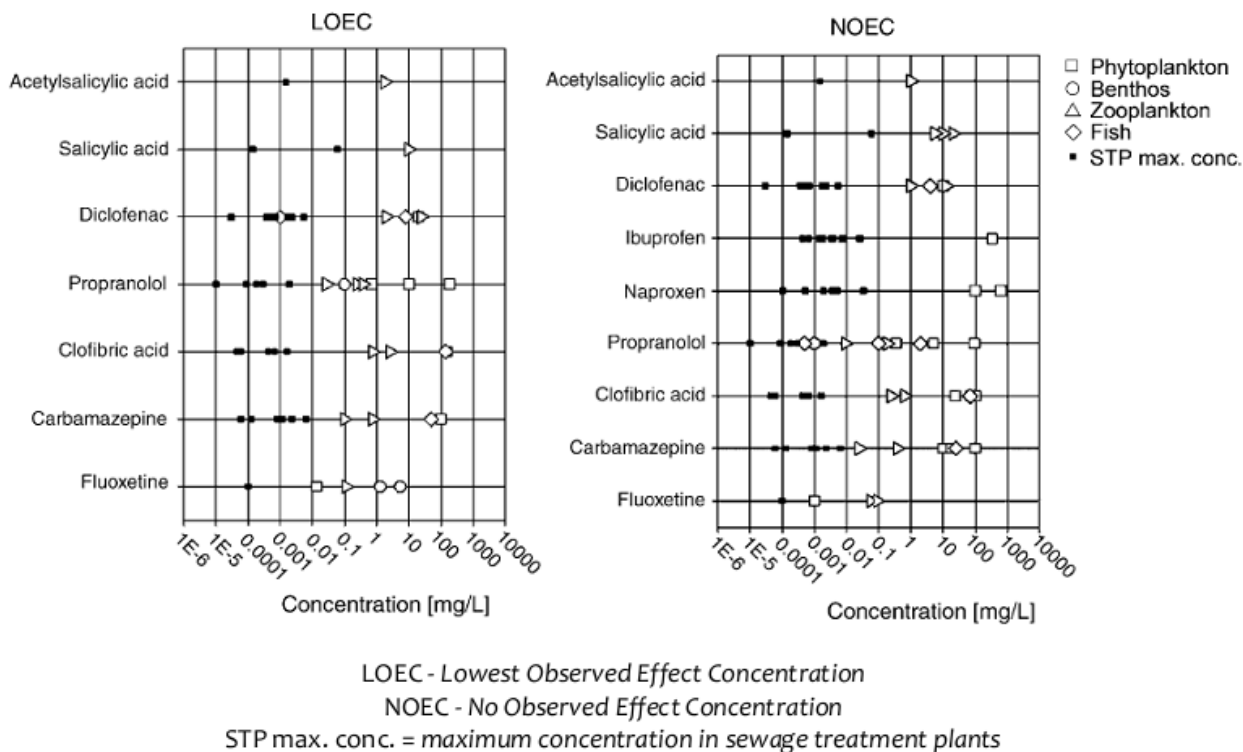 LOEC
Acetylsalicylic acid
Salicylic acid
Diclofenac
Propranolol
Clofibric acid
Carbamazepine
Fluoxetine
1E-6
1E-5
0.0001
0.001
0.01
0.1
1
10
100
1000
10000
Concentration [mg/L]
NOEC
Acetylsalicylic acid
Salicylic acid
Diclofenac
Ibuprofen
Naproxen
Propranolol
Clofibric acid
Carbamazepine
Fluoxetine
1E-6
1E-5
0.0001
0.001
0.01
0.1
1
10
100
1000
10000
Concentration [mg/L]
Phytoplankton
Benthos
Zooplankton
Fish
STP max. conc.
LOEC - Lowest Observed Effect Concentration
NOEC - No Observed Effect Concentration
STP max. conc. = maximum concentration in sewage treatment plants